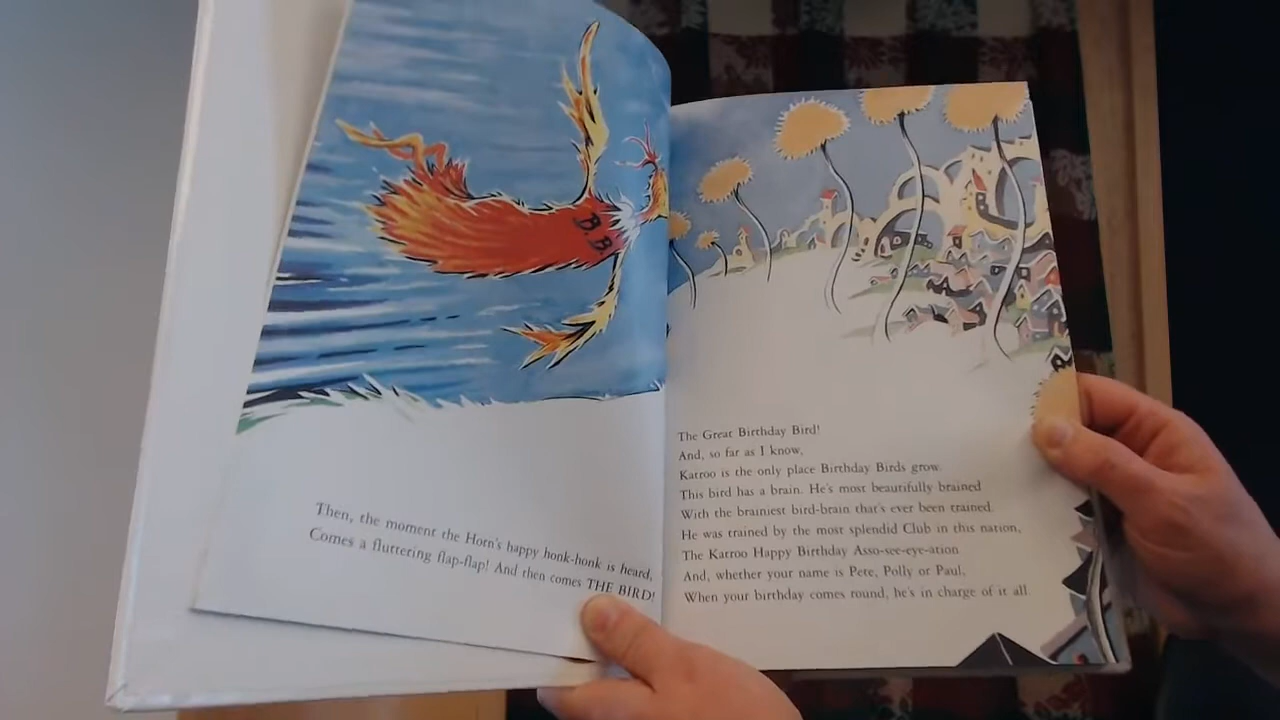 B.B.
Then, the moment the Horn's happy honk-honk is heard,
Comes a fluttering flap-flap! And then comes THE BIRD!
The Great Birthday Bird!
And, so far as I know,
Katroo is the only place Birthday Birds grow.
This bird has a brain. He's most beautifully brained
With the brainiest bird-brain that's ever been trained.
He was trained by the most splendid Club in this nation,
The Katroo Happy Birthday Asso-see-eye-ation.
And, whether your name is Pete, Polly or Paul,
When your birthday comes round, he's in charge of it all.